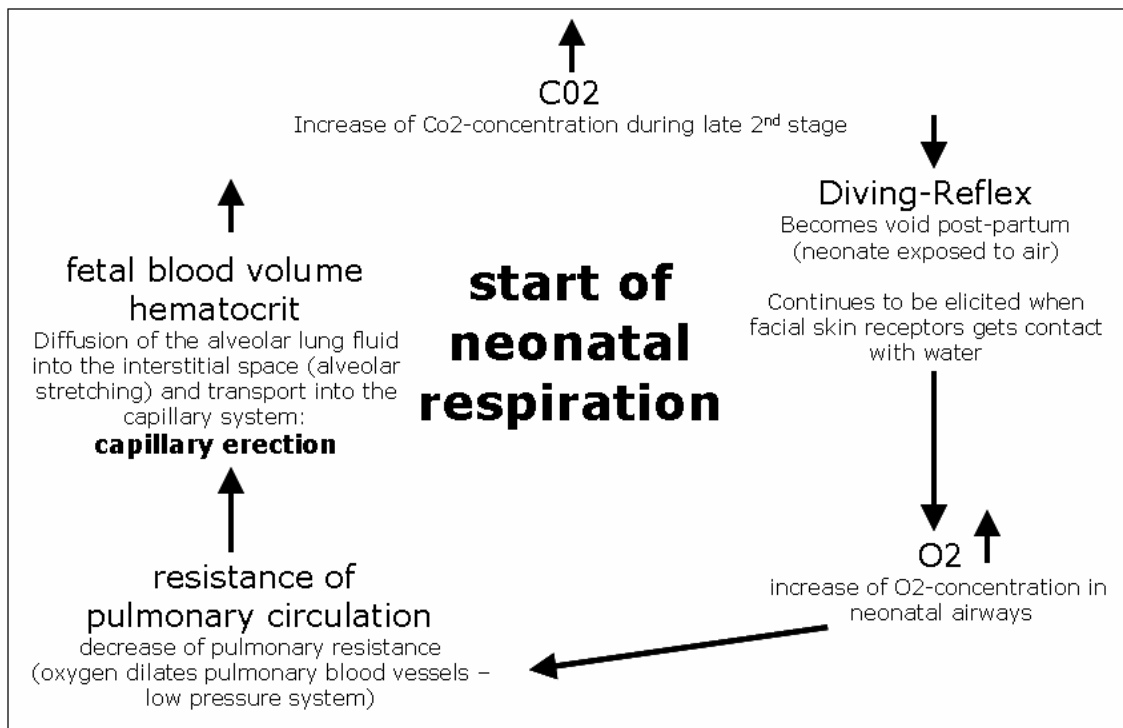 C02
Increase of Co2-concentration during late 2nd stage
Diving-Reflex
Becomes void post-partum
(neonate exposed to air)
Continues to be elicited when
facial skin receptors gets contact
with water
O2
increase of O2-concentration in
neonatal airways
resistance of
pulmonary circulation
decrease of pulmonary resistance
(oxygen dilates pulmonary blood vessels –
low pressure system)
fetal blood volume
hematocrit
Diffusion of the alveolar lung fluid
into the interstitial space (alveolar
stretching) and transport into the
capillary system:
capillary erection
start of
neonatal
respiration